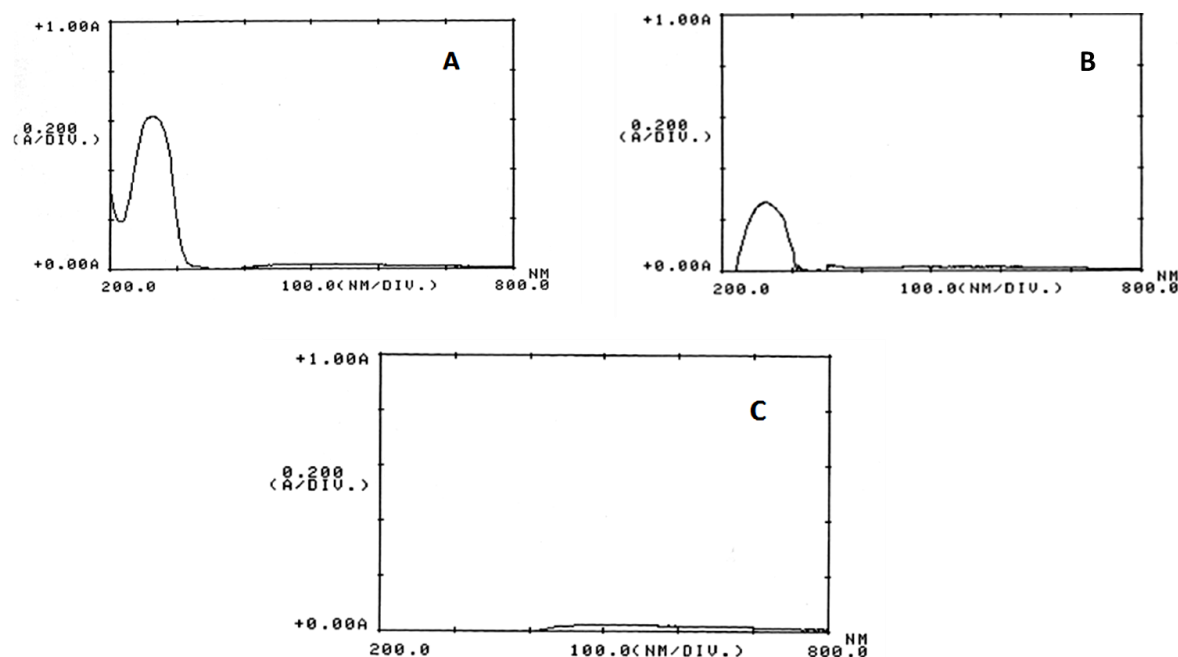 +1.00A
A
0.200
(A/DIV.)
+0.00A
NM
200.0 100.0(NM/DIV.) 800.0
+1.00A
B
0.200
(A/DIV.)
+0.00A
NM
200.0 100.0(NM/DIV.) 800.0
+1.00A
C
0.200
(A/DIV.)
+0.00A
NM
200.0 100.0(NM/DIV.) 800.0